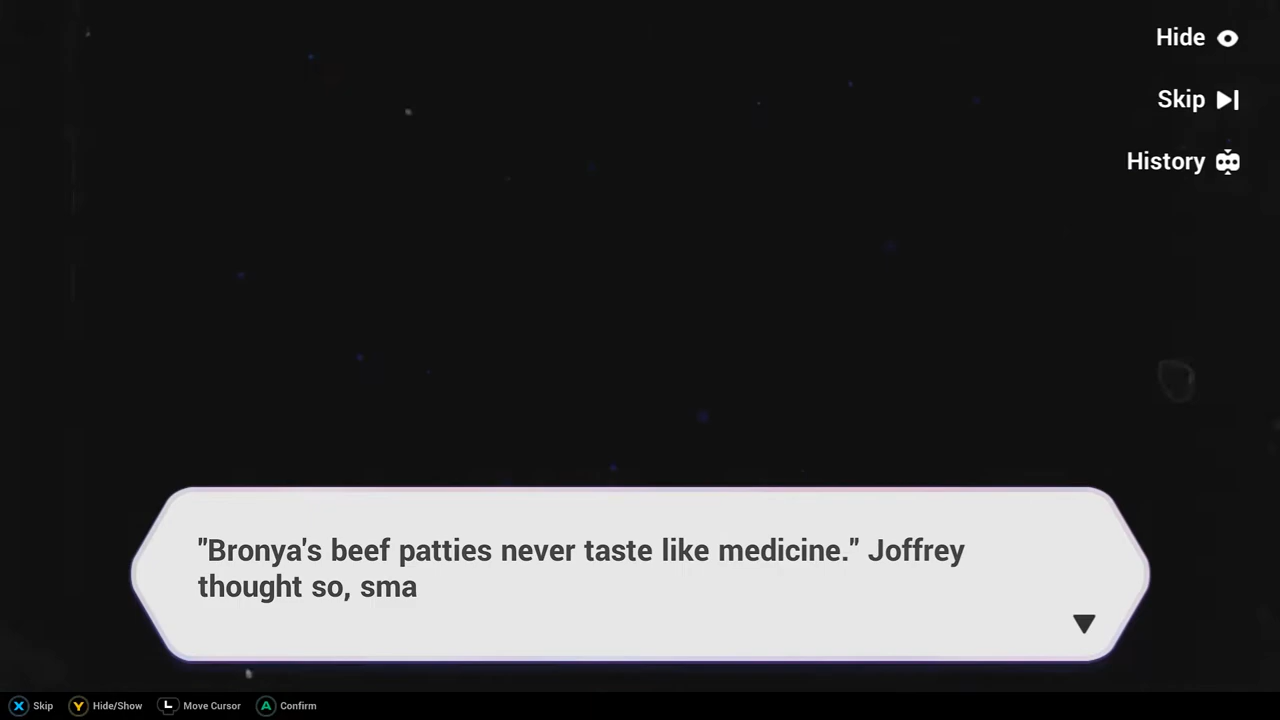 Hide
Skip
History
"Bronya's beef patties never taste like medicine." Joffrey
thought so, sma
X Skip Y Hide/Show L Move Cursor A Confirm